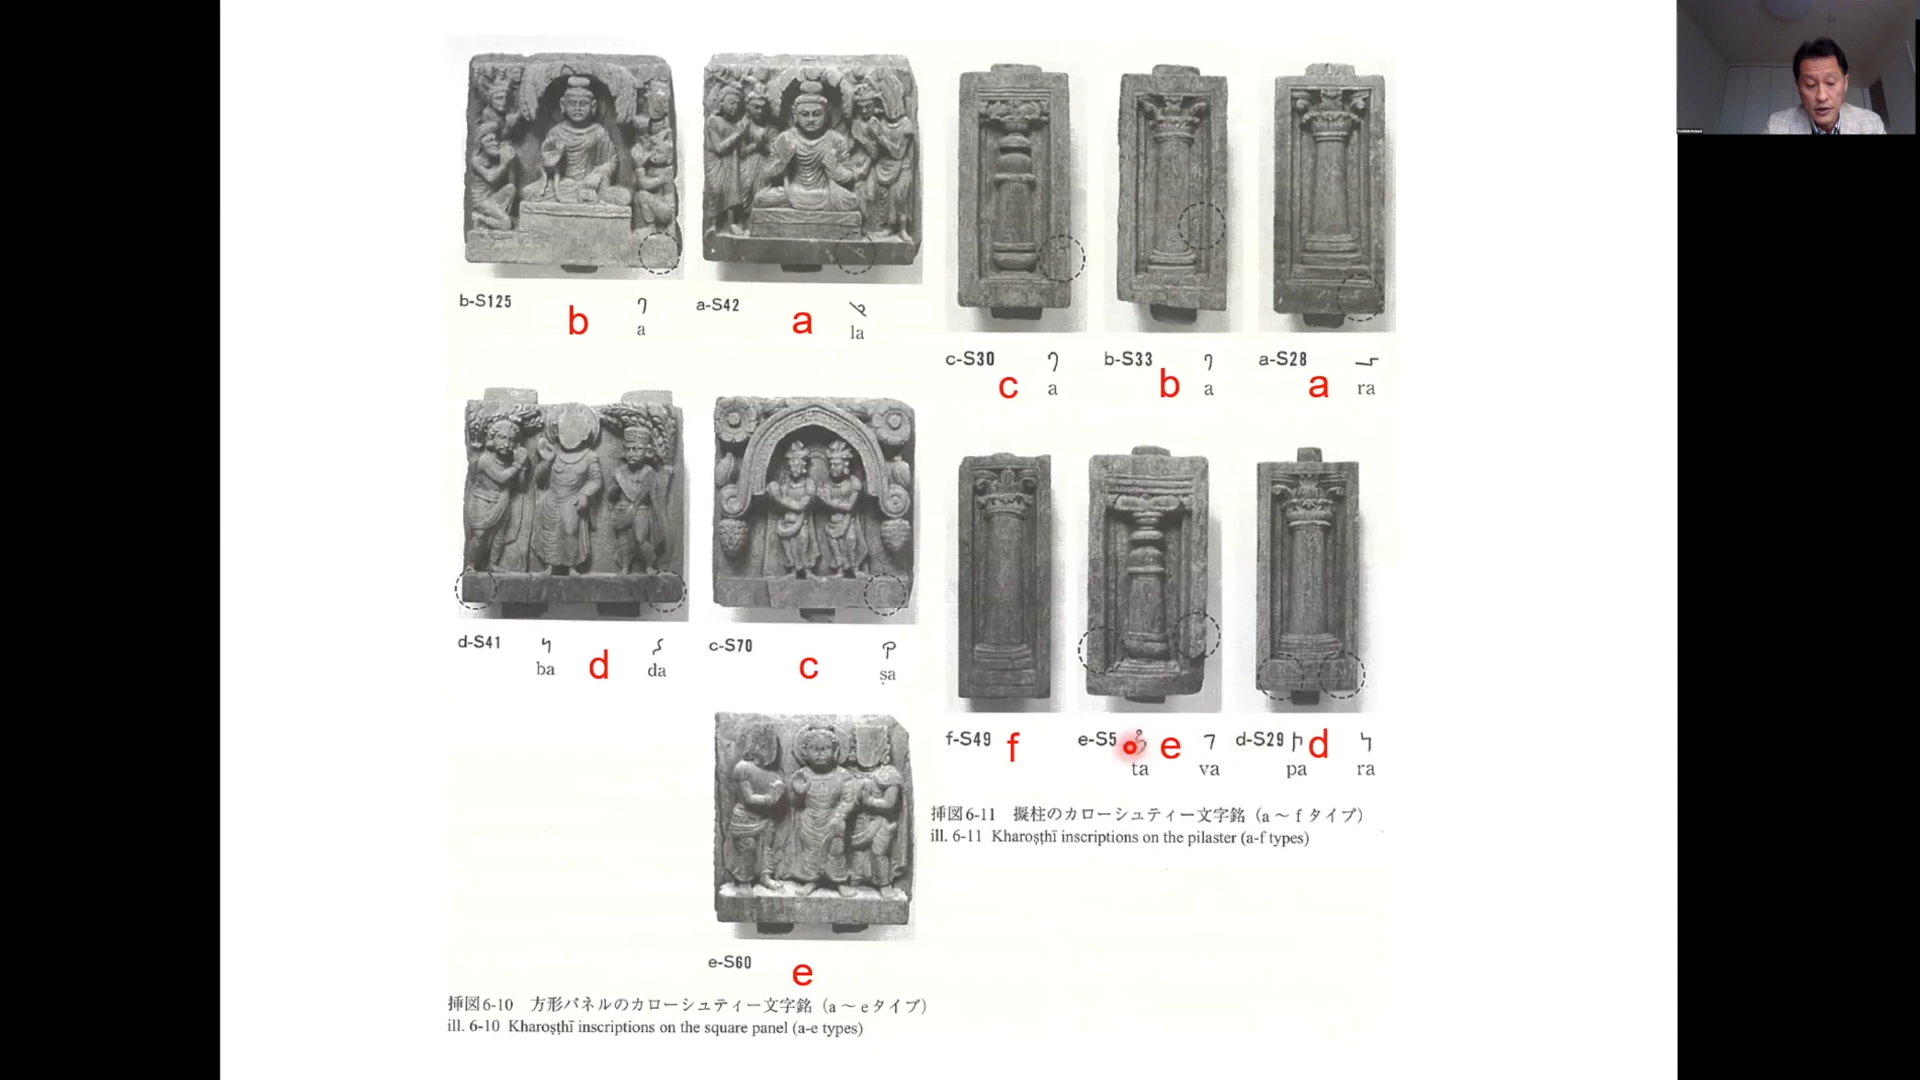 b-S125
b
𐨀
a
a-S42
a
𐨫
la
c-S30
c
𐨀
a
b-S33
b
𐨀
a
a-S28
a
ra
d-S41
ba
d
da
c-S70
c
ṣa
f-S49
f
e-S5
ta
e
va
d-S29
pa
d
ra
挿図6-11 擬柱のカローシュティー文字銘（a～fタイプ）
ill. 6-11 Kharoṣṭhī inscriptions on the pilaster (a-f types)
e-S60
e
挿図6-10 方形パネルのカローシュティー文字銘（a～eタイプ）
ill. 6-10 Kharoṣṭhī inscriptions on the square panel (a-e types)